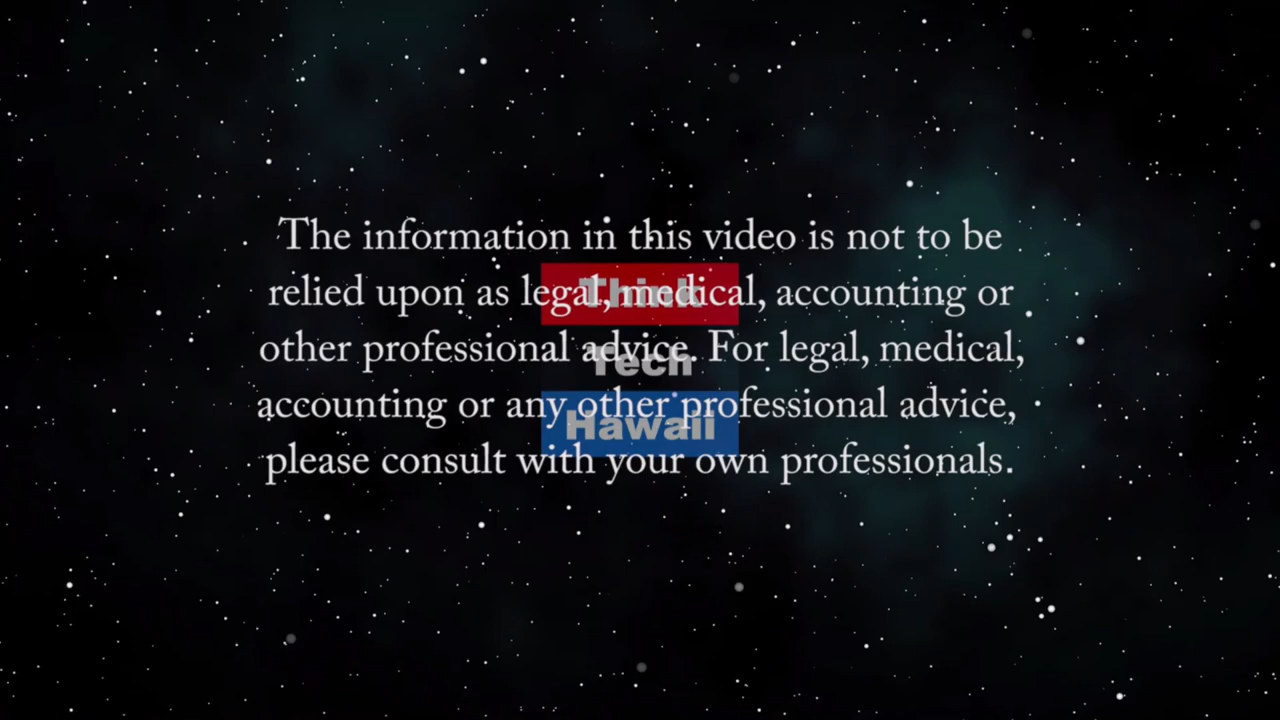 The information in this video is not to be
relied upon as legal, medical, accounting or
other professional advice. For legal, medical,
accounting or any other professional advice,
please consult with your own professionals.
Think
Tech
Hawaii